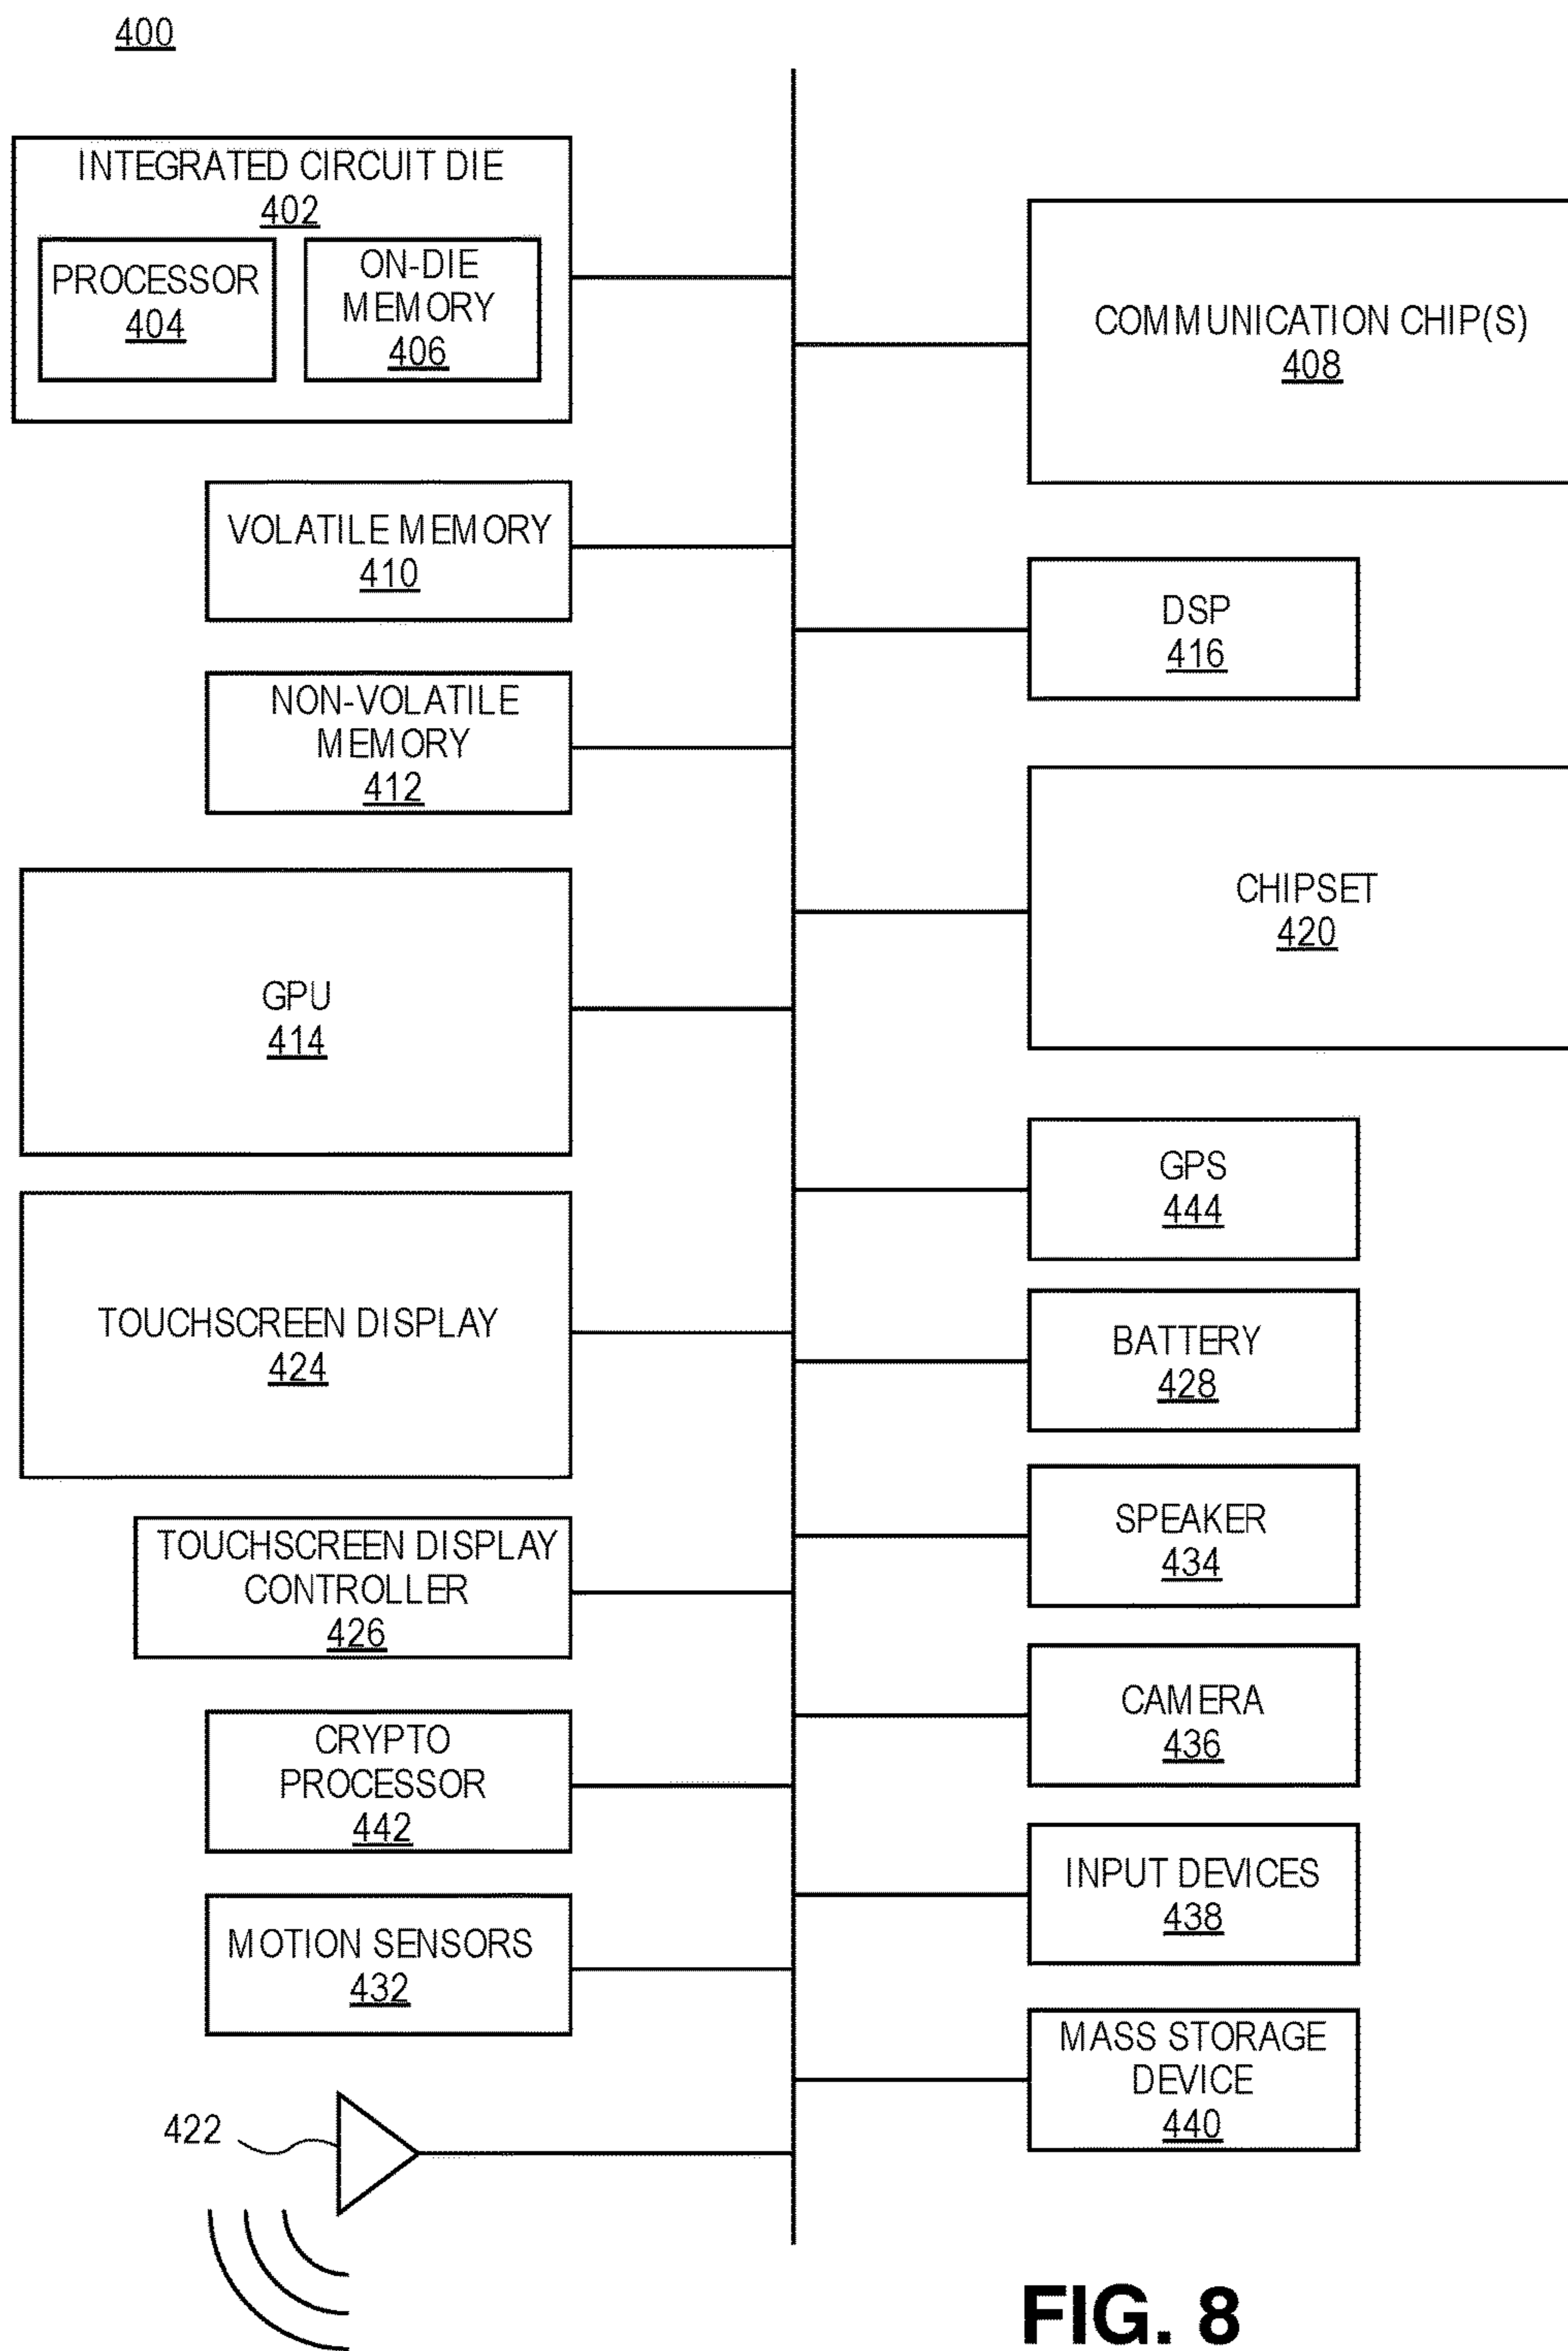 400
INTEGRATED CIRCUIT DIE
402
PROCESSOR
404
ON-DIE
MEMORY
406
VOLATILE MEMORY
410
NON-VOLATILE
MEMORY
412
GPU
414
TOUCHSCREEN DISPLAY
424
TOUCHSCREEN DISPLAY
CONTROLLER
426
CRYPTO
PROCESSOR
442
MOTION SENSORS
432
422
COMMUNICATION CHIP(S)
408
DSP
416
CHIPSET
420
GPS
444
BATTERY
428
SPEAKER
434
CAMERA
436
INPUT DEVICES
438
MASS STORAGE
DEVICE
440
FIG. 8